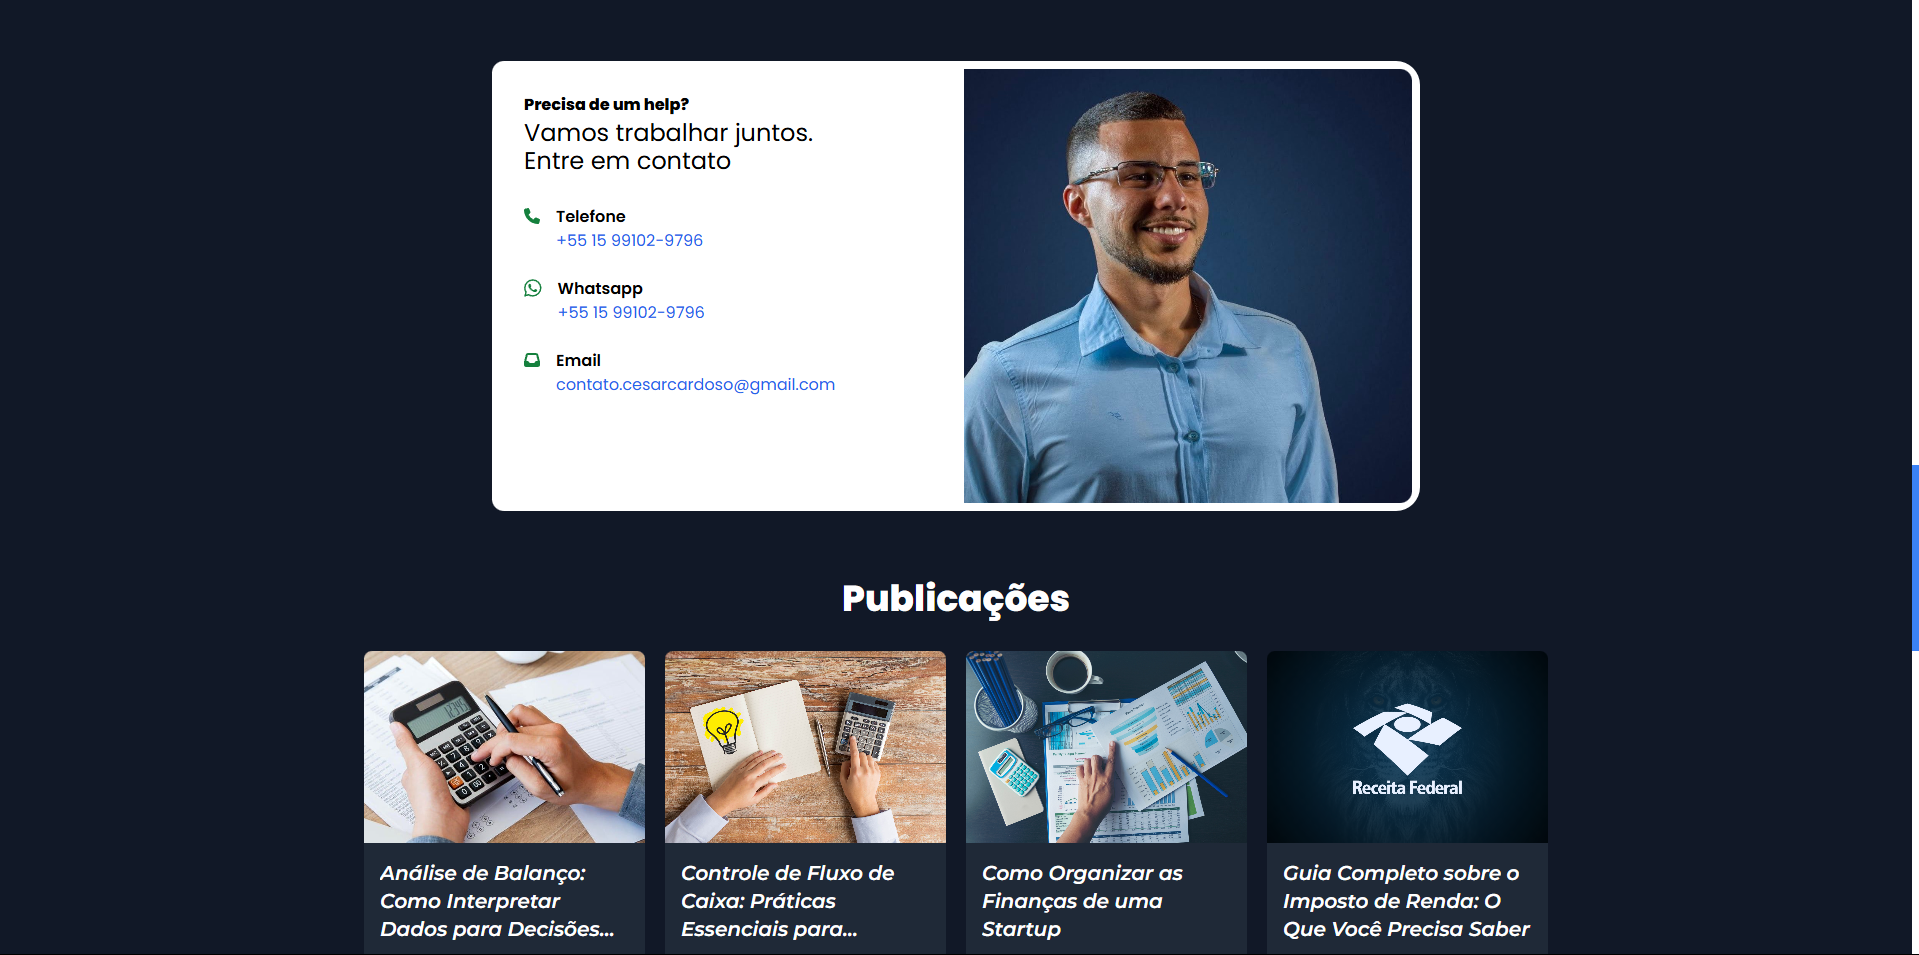 Precisa de um help?
Vamos trabalhar juntos.
Entre em contato
Telefone
+55 15 99102-9796
Whatsapp
+55 15 99102-9796
Email
contato.cesarcardoso@gmail.com
Publicações
Receita Federal
Análise de Balanço:
Como Interpretar
Dados para Decisões...
Controle de Fluxo de
Caixa: Práticas
Essenciais para...
Como Organizar as
Finanças de uma
Startup
Guia Completo sobre o
Imposto de Renda: O
Que Você Precisa Saber